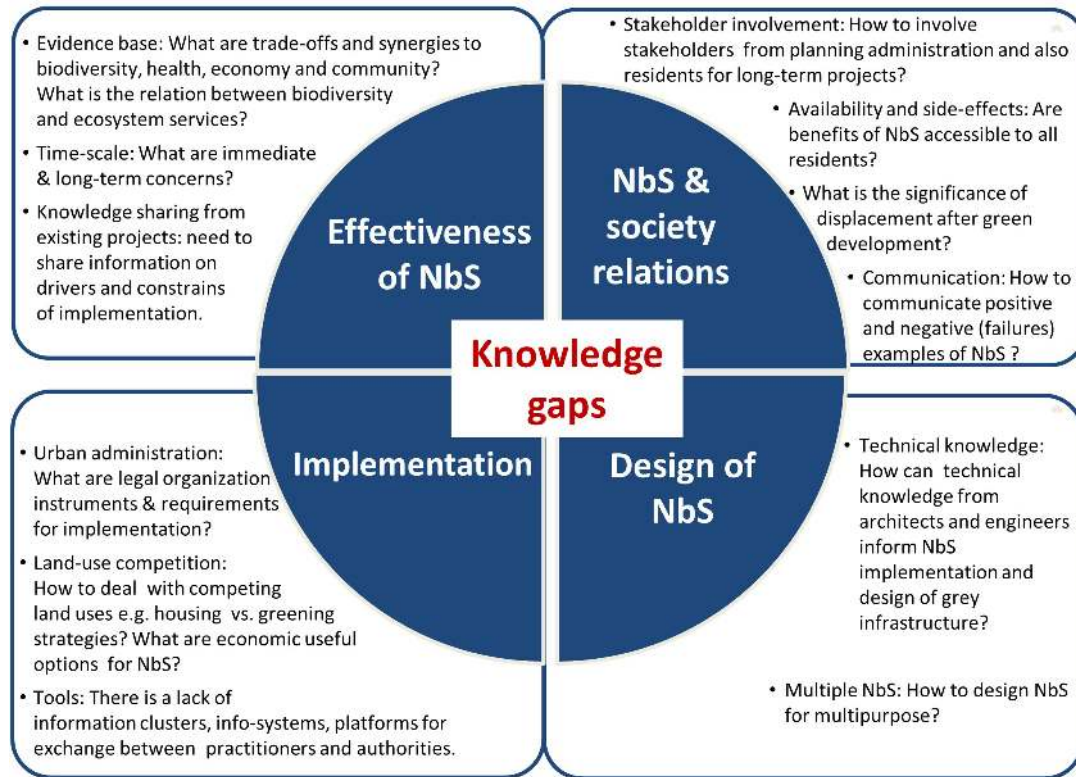 • Evidence base: What are trade-offs and synergies to
biodiversity, health, economy and community?
What is the relation between biodiversity
and ecosystem services?
• Time-scale: What are immediate
& long-term concerns?
• Knowledge sharing from
existing projects: need to
share information on
drivers and constrains
of implementation.
Effectiveness
of NbS
• Stakeholder involvement: How to involve
stakeholders from planning administration and also
residents for long-term projects?
• Availability and side-effects: Are
benefits of NbS accessible to all
residents?
• What is the significance of
displacement after green
development?
• Communication: How to
communicate positive
and negative (failures)
examples of NbS ?
NbS &
society
relations
Knowledge
gaps
• Urban administration:
What are legal organization
instruments & requirements
for implementation?
• Land-use competition:
How to deal with competing
land uses e.g. housing vs. greening
strategies? What are economic useful
options for NbS?
• Tools: There is a lack of
information clusters, info-systems, platforms for
exchange between practitioners and authorities.
Implementation
Design of
NbS
• Technical knowledge:
How can technical
knowledge from
architects and engineers
inform NbS
implementation and
design of grey
infrastructure?
• Multiple NbS: How to design NbS
for multipurpose?